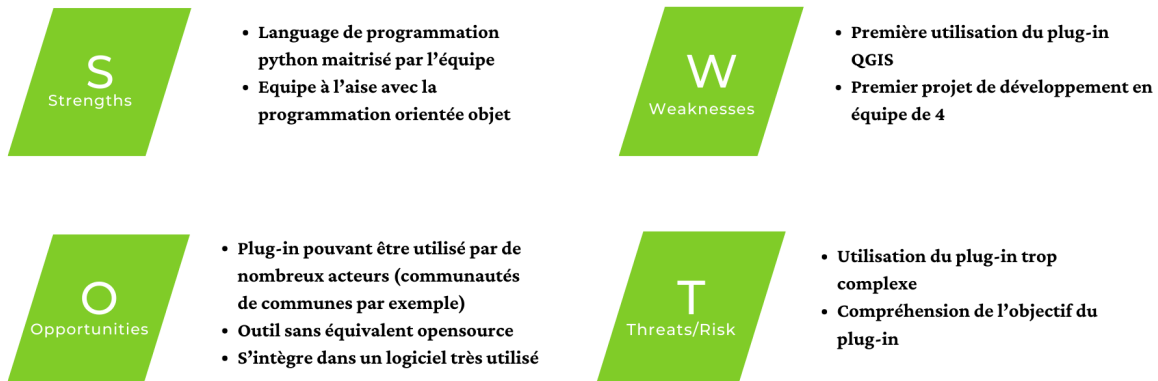 S
Strengths
• Language de programmation
python maitrisé par l'équipe
• Equipe à l'aise avec la
programmation orientée objet
W
Weaknesses
• Première utilisation du plug-in
QGIS
• Premier projet de développement en
équipe de 4
O
Opportunities
• Plug-in pouvant être utilisé par de
nombreux acteurs (communautés
de communes par exemple)
• Outil sans équivalent opensource
• S'intègre dans un logiciel très utilisé
T
Threats/Risk
• Utilisation du plug-in trop
complexe
• Compréhension de l'objectif du
plug-in